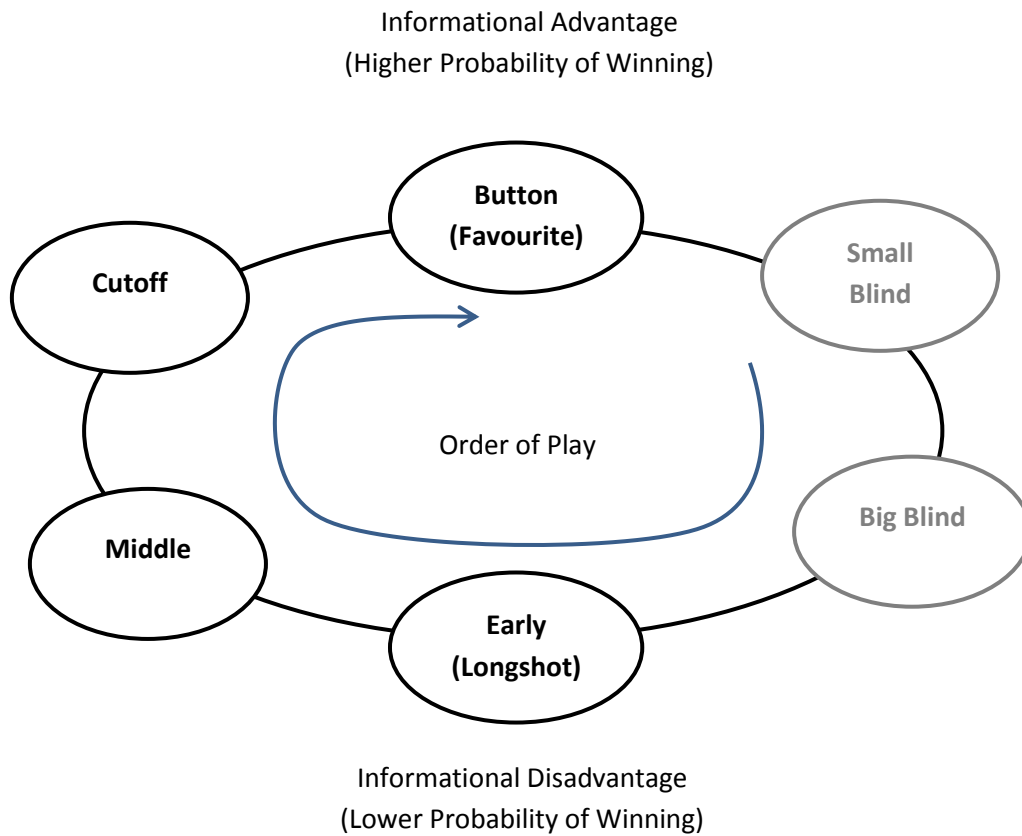 Informational Advantage
(Higher Probability of Winning)
Button
(Favourite)
Small
Blind
Cutoff
Order of Play
Big Blind
Middle
Early
(Longshot)
Informational Disadvantage
(Lower Probability of Winning)